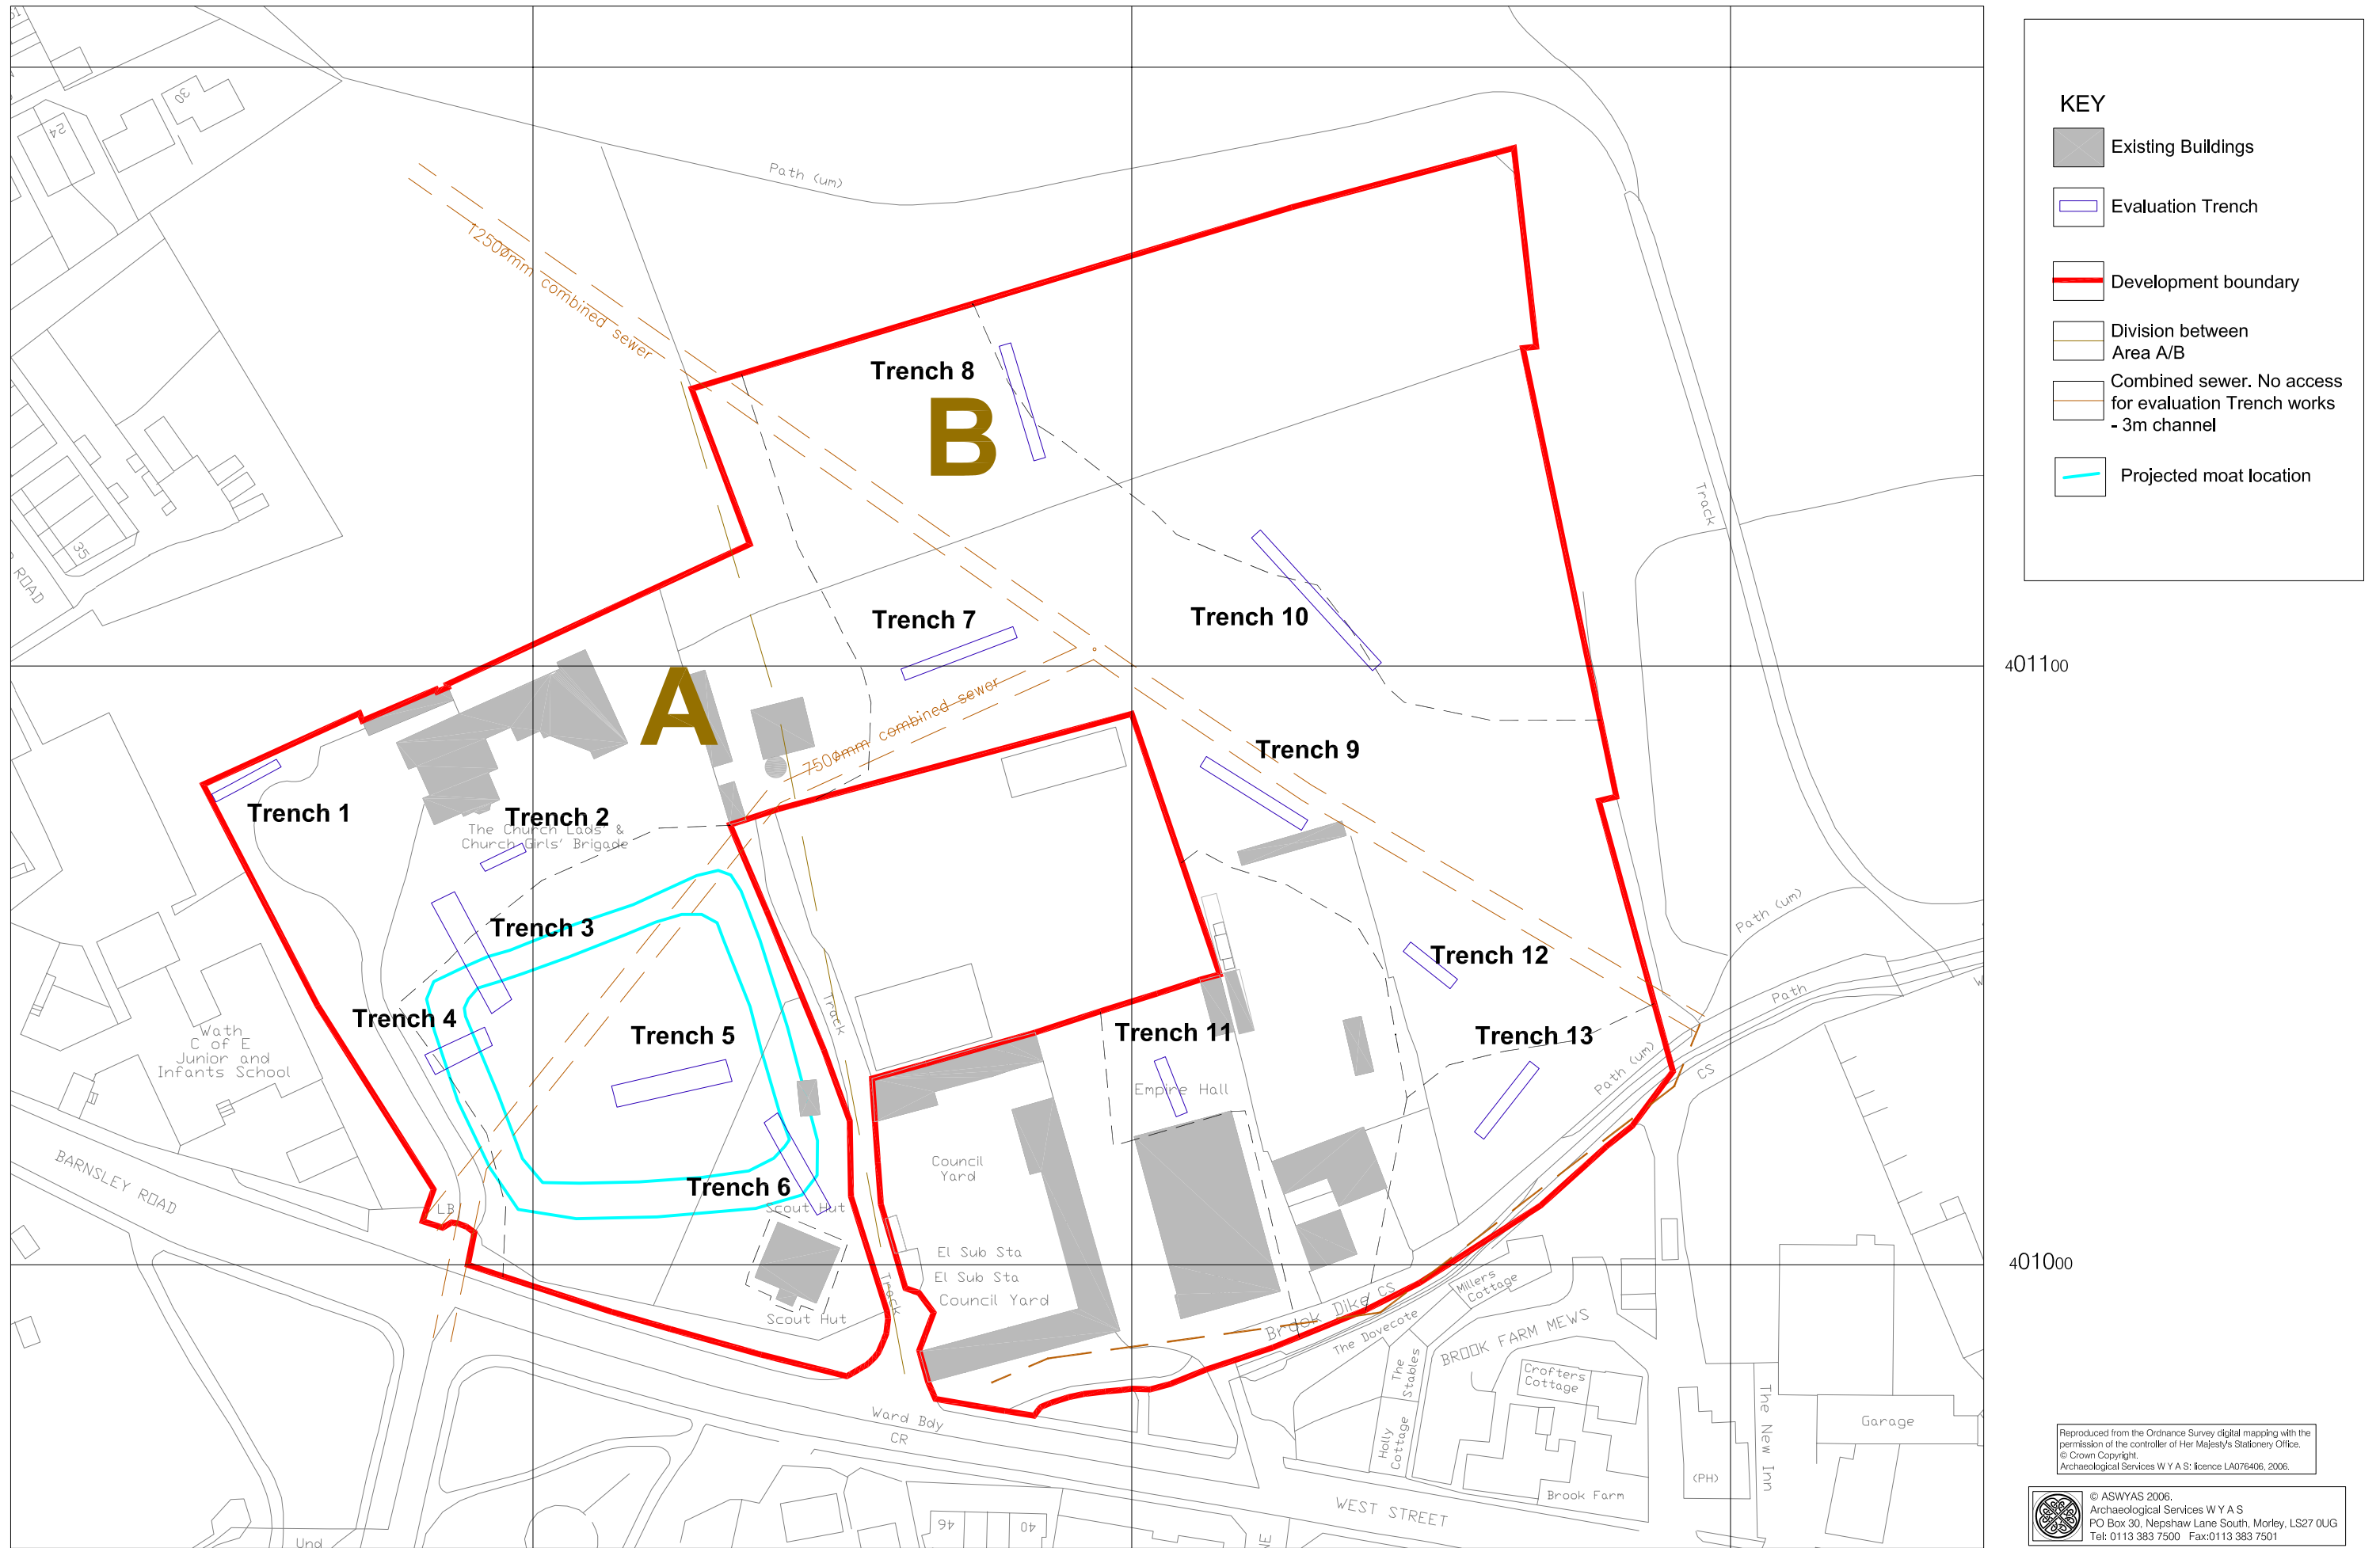 30
24
Path (um)
1250ømm combined sewer
Trench 8
B
35
ROAD
Track
Trench 7
Trench 10
A
750ømm combined sewer
Trench 9
Trench 1
Trench 2
The Church Lads' &
Church Girls' Brigade
Trench 3
Path (um)
Trench 12
Path
Trench 4
Trench 5
Track
Trench 11
Trench 13
Wath
C of E
Junior and
Infants School
Empire Hall
Path (um)
CS
BARNSLEY ROAD
Council
Yard
Trench 6
LB
Scout Hut
El Sub Sta
El Sub Sta
Council Yard
Track
Scout Hut
Brook Dike CS
Millers
Cottage
The Dovecote
BROOK FARM MEWS
The
Stables
Crofters
Cottage
Ward Bdy
CR
Holly
Cottage
The New Inn
Garage
(PH)
Brook Farm
WEST STREET
46
40
Und
KEY
Existing Buildings
Evaluation Trench
Development boundary
Division between
Area A/B
Combined sewer. No access
for evaluation Trench works
- 3m channel
Projected moat location
401100
401000
Reproduced from the Ordnance Survey digital mapping with the
permission of the controller of Her Majesty's Stationery Office.
© Crown Copyright.
Archaeological Services W Y A S: licence LA076406, 2006.
© ASWYAS 2006.
Archaeological Services W Y A S
PO Box 30, Nepshaw Lane South, Morley, LS27 0UG
Tel: 0113 383 7500 Fax:0113 383 7501